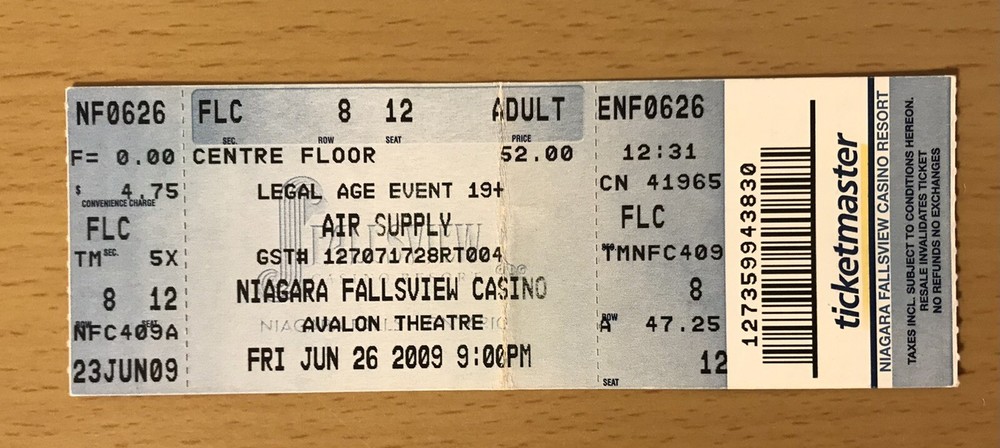 NF0626
F= 0.00
$ 4.75
CONVENIENCE CHARGE
FLC
SEC.
TM 5X
8 12
ROW SEAT
NFC409A
23JUN09
FLC 8 12 ADULT
SEC. ROW SEAT PRICE
CENTRE FLOOR 52.00
LEGAL AGE EVENT 19+
AIR SUPPLY
GST# 127071728RT004
NIAGARA FALLSVIEW CASINO
AVALON THEATRE
FRI JUN 26 2009 9:00PM
FALLSVIEW
CASINO RESORT
ENF0626
12:31
CN 41965
FLC
TMNFC409
8
ROW
A 47.25
12
SEAT
127359943830
ticketmaster
NIAGARA FALLSVIEW CASINO RESORT
TAXES INCL. SUBJECT TO CONDITIONS HEREON.
RESALE INVALIDATES TICKET
NO REFUNDS NO EXCHANGES